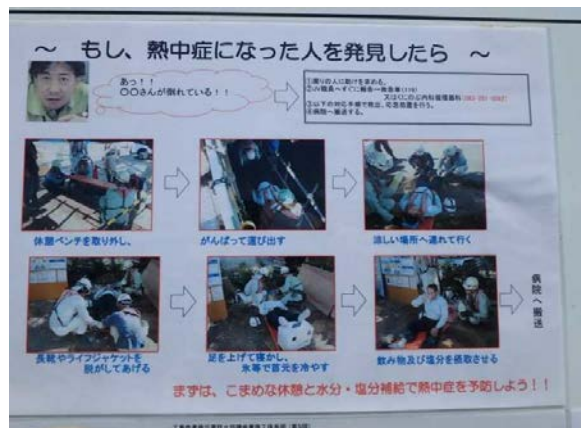 ～ もし、熱中症になった人を発見したら ～
あっ！！
〇〇さんが倒れている！！
①周りの人に助けを求める。
②JV職員へすぐに報告→救急車(119)
③以下の対応手順で救出、応急処置を行う。
④病院へ搬送する。
休憩ベンチを取り外し、
がんばって運び出す
涼しい場所へ連れて行く
長靴やライフジャケットを
脱がしてあげる
足を上げて寝かし、
氷等で首元を冷やす
飲み物及び塩分を摂取させる
病院へ搬送
まずは、こまめな休憩と水分・塩分補給で熱中症を予防しよう！！